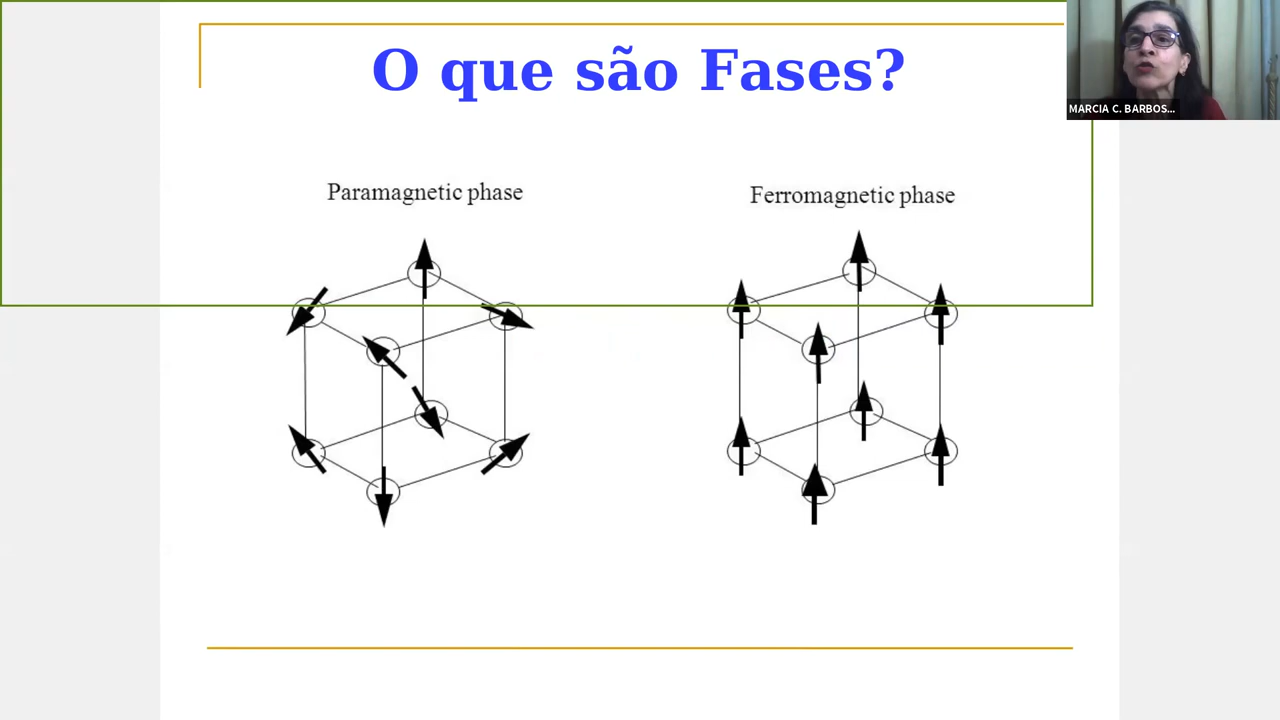 O que são Fases?
MARCIA C. BARBOS...
Paramagnetic phase
Ferromagnetic phase